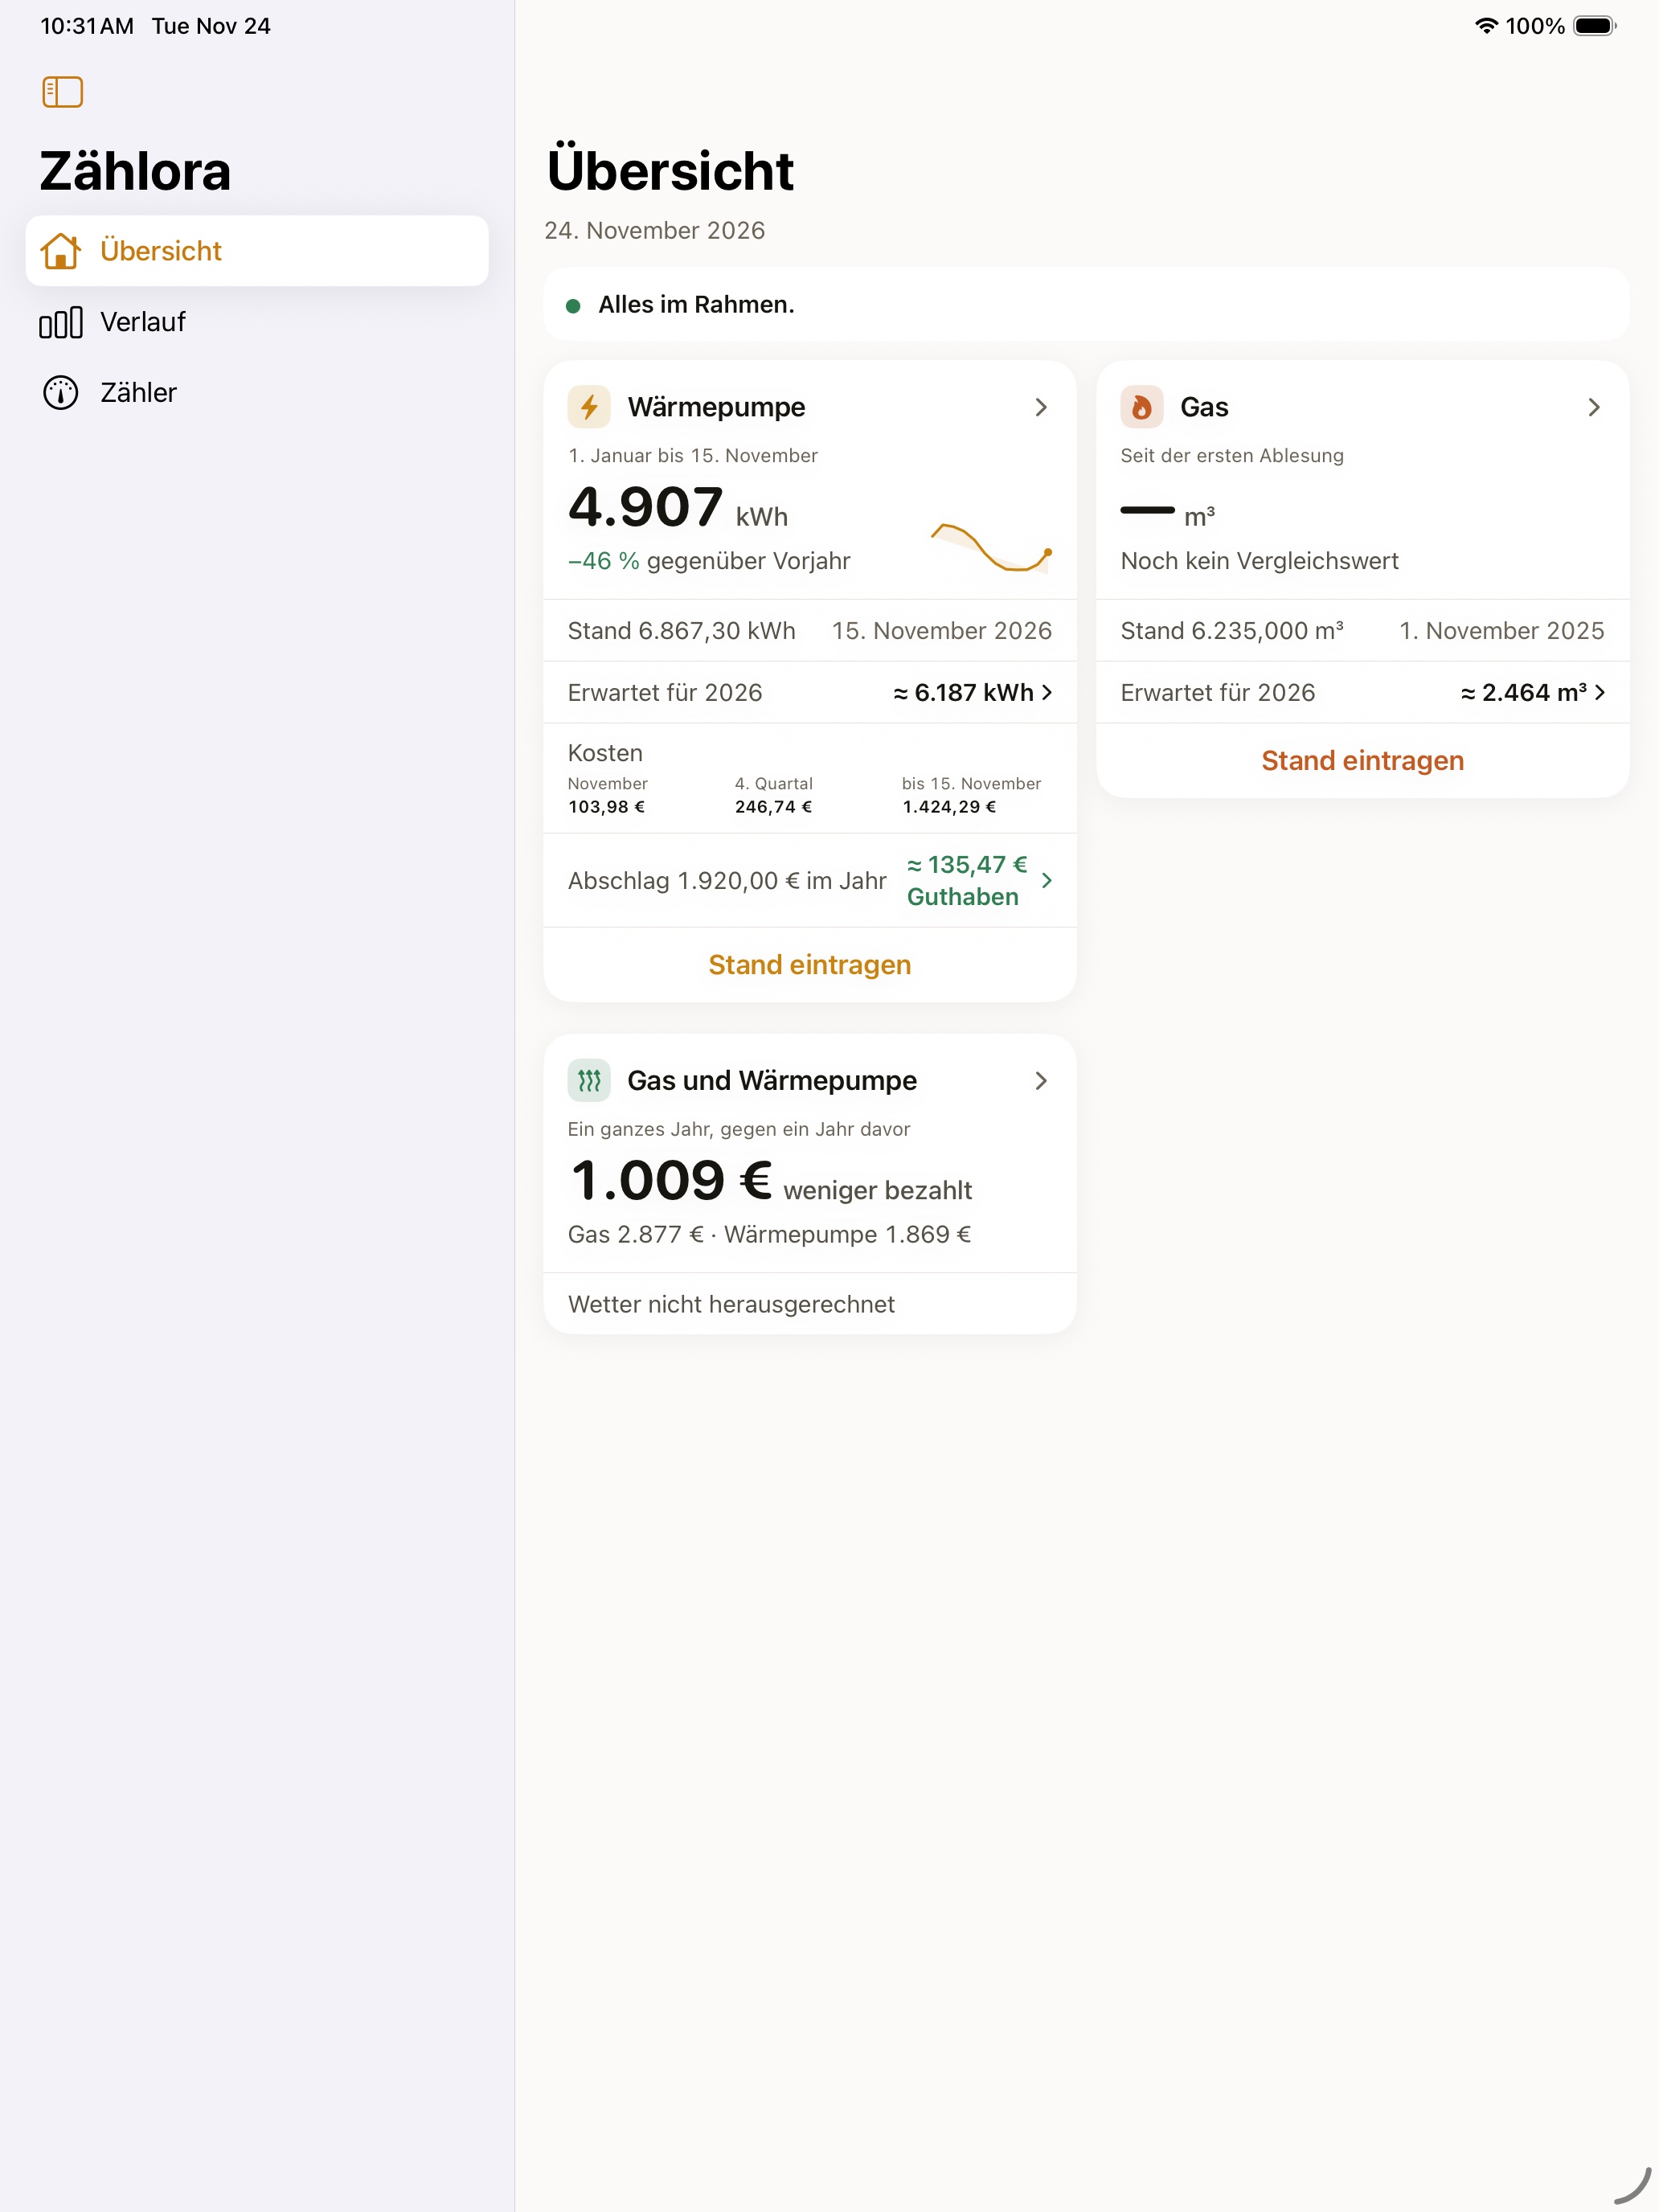 10:31 AM Tue Nov 24
100%
Zählora
Übersicht
Verlauf
Zähler
Übersicht
24. November 2026
Alles im Rahmen.
Wärmepumpe
1. Januar bis 15. November
4.907 kWh
−46 % gegenüber Vorjahr
Stand 6.867,30 kWh 15. November 2026
Erwartet für 2026 ≈ 6.187 kWh
Kosten
November 4. Quartal bis 15. November
103,98 € 246,74 € 1.424,29 €
Abschlag 1.920,00 € im Jahr ≈ 135,47 €
Guthaben
Stand eintragen
Gas
Seit der ersten Ablesung
— m³
Noch kein Vergleichswert
Stand 6.235,000 m³ 1. November 2025
Erwartet für 2026 ≈ 2.464 m³
Stand eintragen
Gas und Wärmepumpe
Ein ganzes Jahr, gegen ein Jahr davor
1.009 € weniger bezahlt
Gas 2.877 € · Wärmepumpe 1.869 €
Wetter nicht herausgerechnet